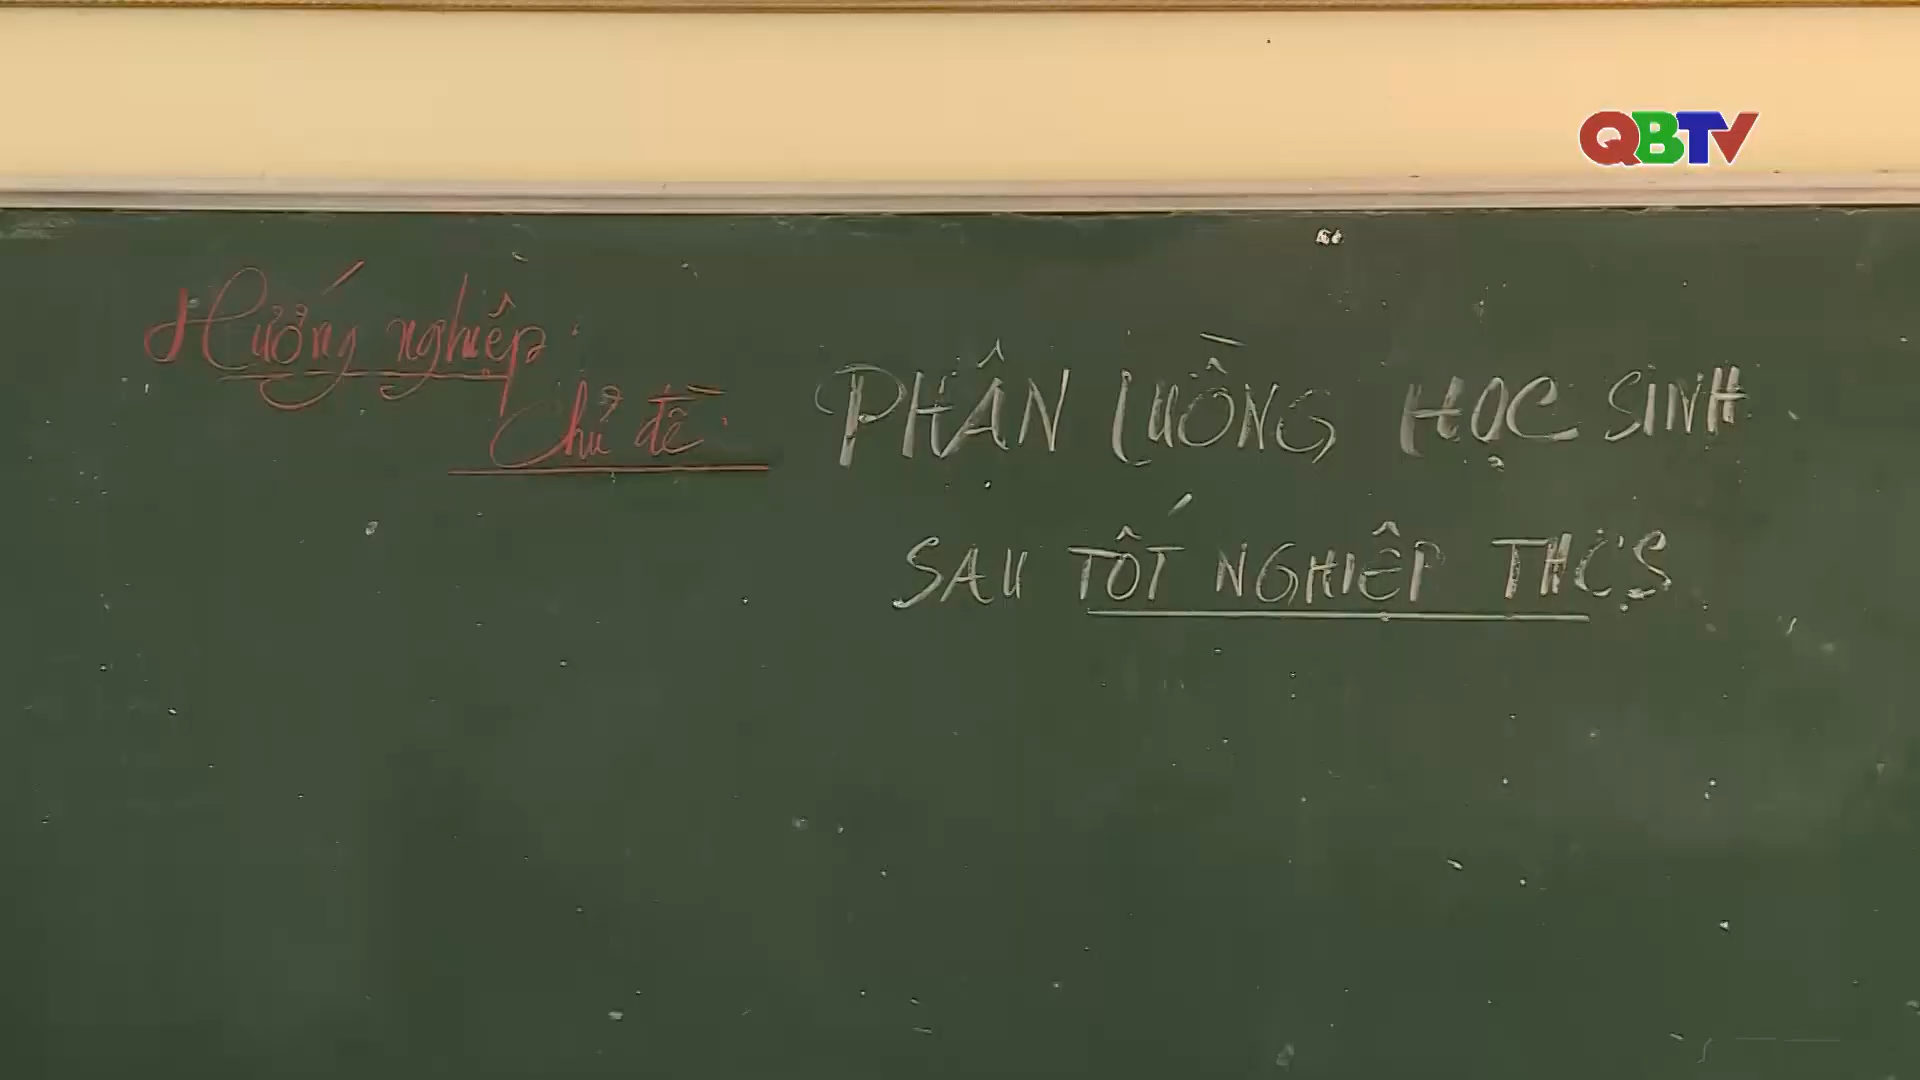 QBTV
Hướng nghiệp:
Chủ đề: PHÂN LUỒNG HỌC SINH
SAU TỐT NGHIỆP THCS